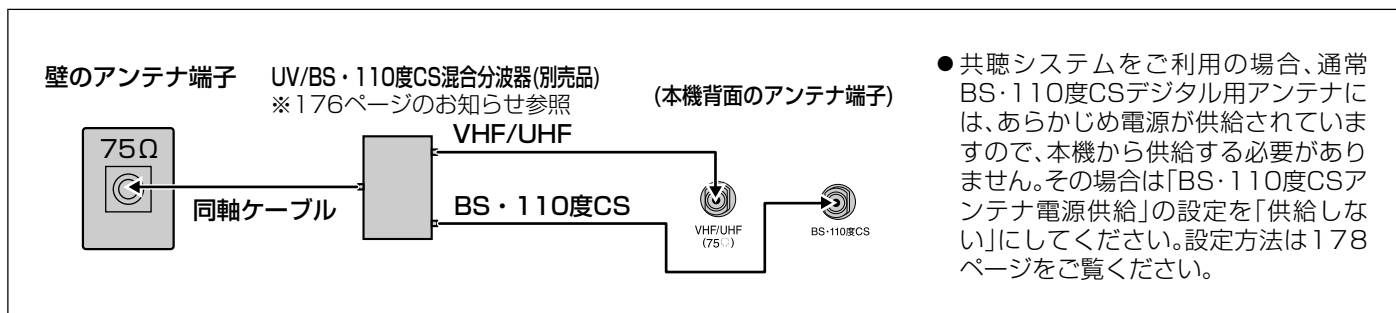 壁のアンテナ端子
UV/BS・110度CS混合分波器(別売品)
※176ページのお知らせ参照
(本機背面のアンテナ端子)
75Ω
VHF/UHF
同軸ケーブル
BS・110度CS
VHF/UHF
(75Ω)
BS･110度CS
●共聴システムをご利用の場合、通常
BS･110度CSデジタル用アンテナに
は、あらかじめ電源が供給されていま
すので、本機から供給する必要があり
ません。その場合は｢BS･110度CSア
ンテナ電源供給｣の設定を｢供給しな
い｣にしてください。設定方法は178
ページをご覧ください。